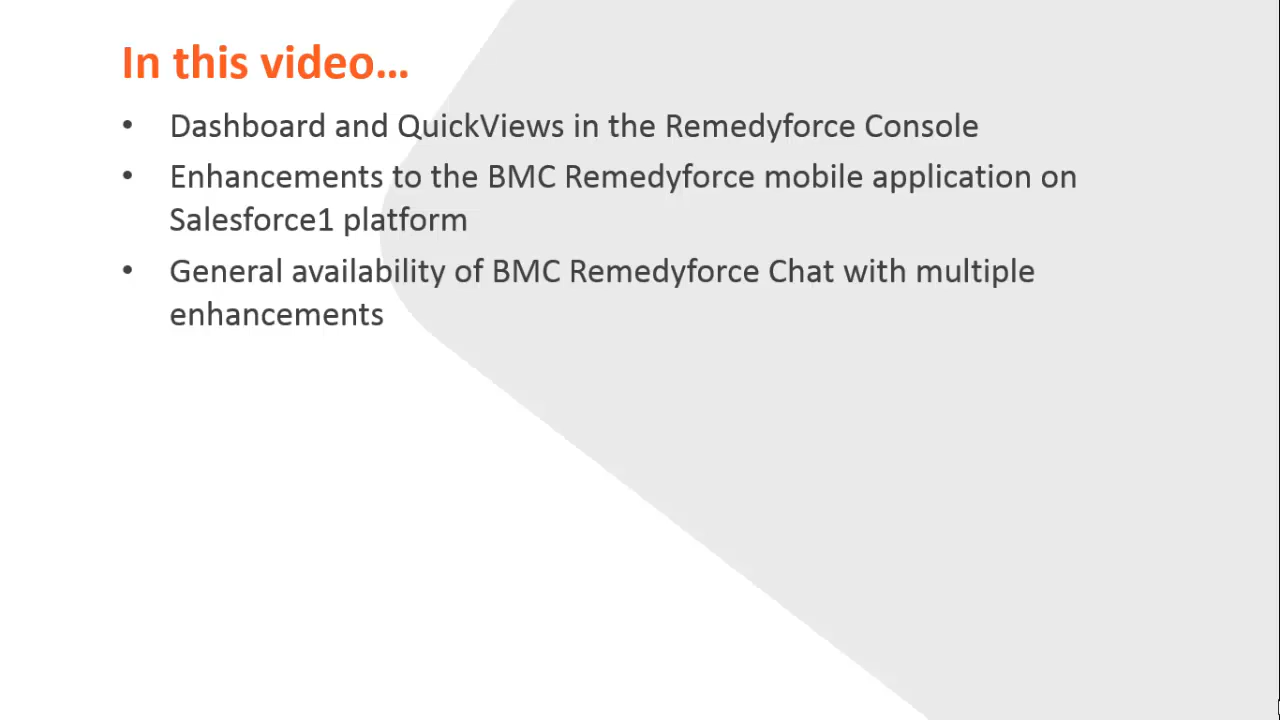 In this video...
• Dashboard and QuickViews in the Remedyforce Console
• Enhancements to the BMC Remedyforce mobile application on
Salesforce1 platform
• General availability of BMC Remedyforce Chat with multiple
enhancements